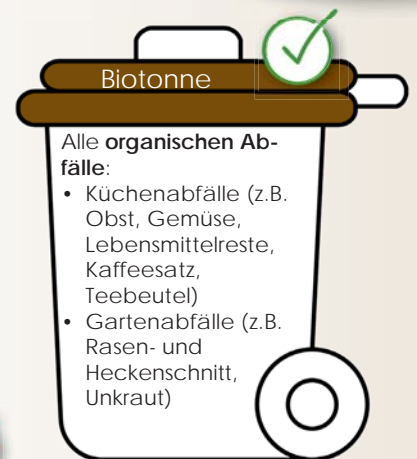 Biotonne
Alle organischen Ab-
fälle:
• Küchenabfälle (z.B.
Obst, Gemüse,
Lebensmittelreste,
Kaffeesatz,
Teebeutel)
• Gartenabfälle (z.B.
Rasen- und
Heckenschnitt,
Unkraut)